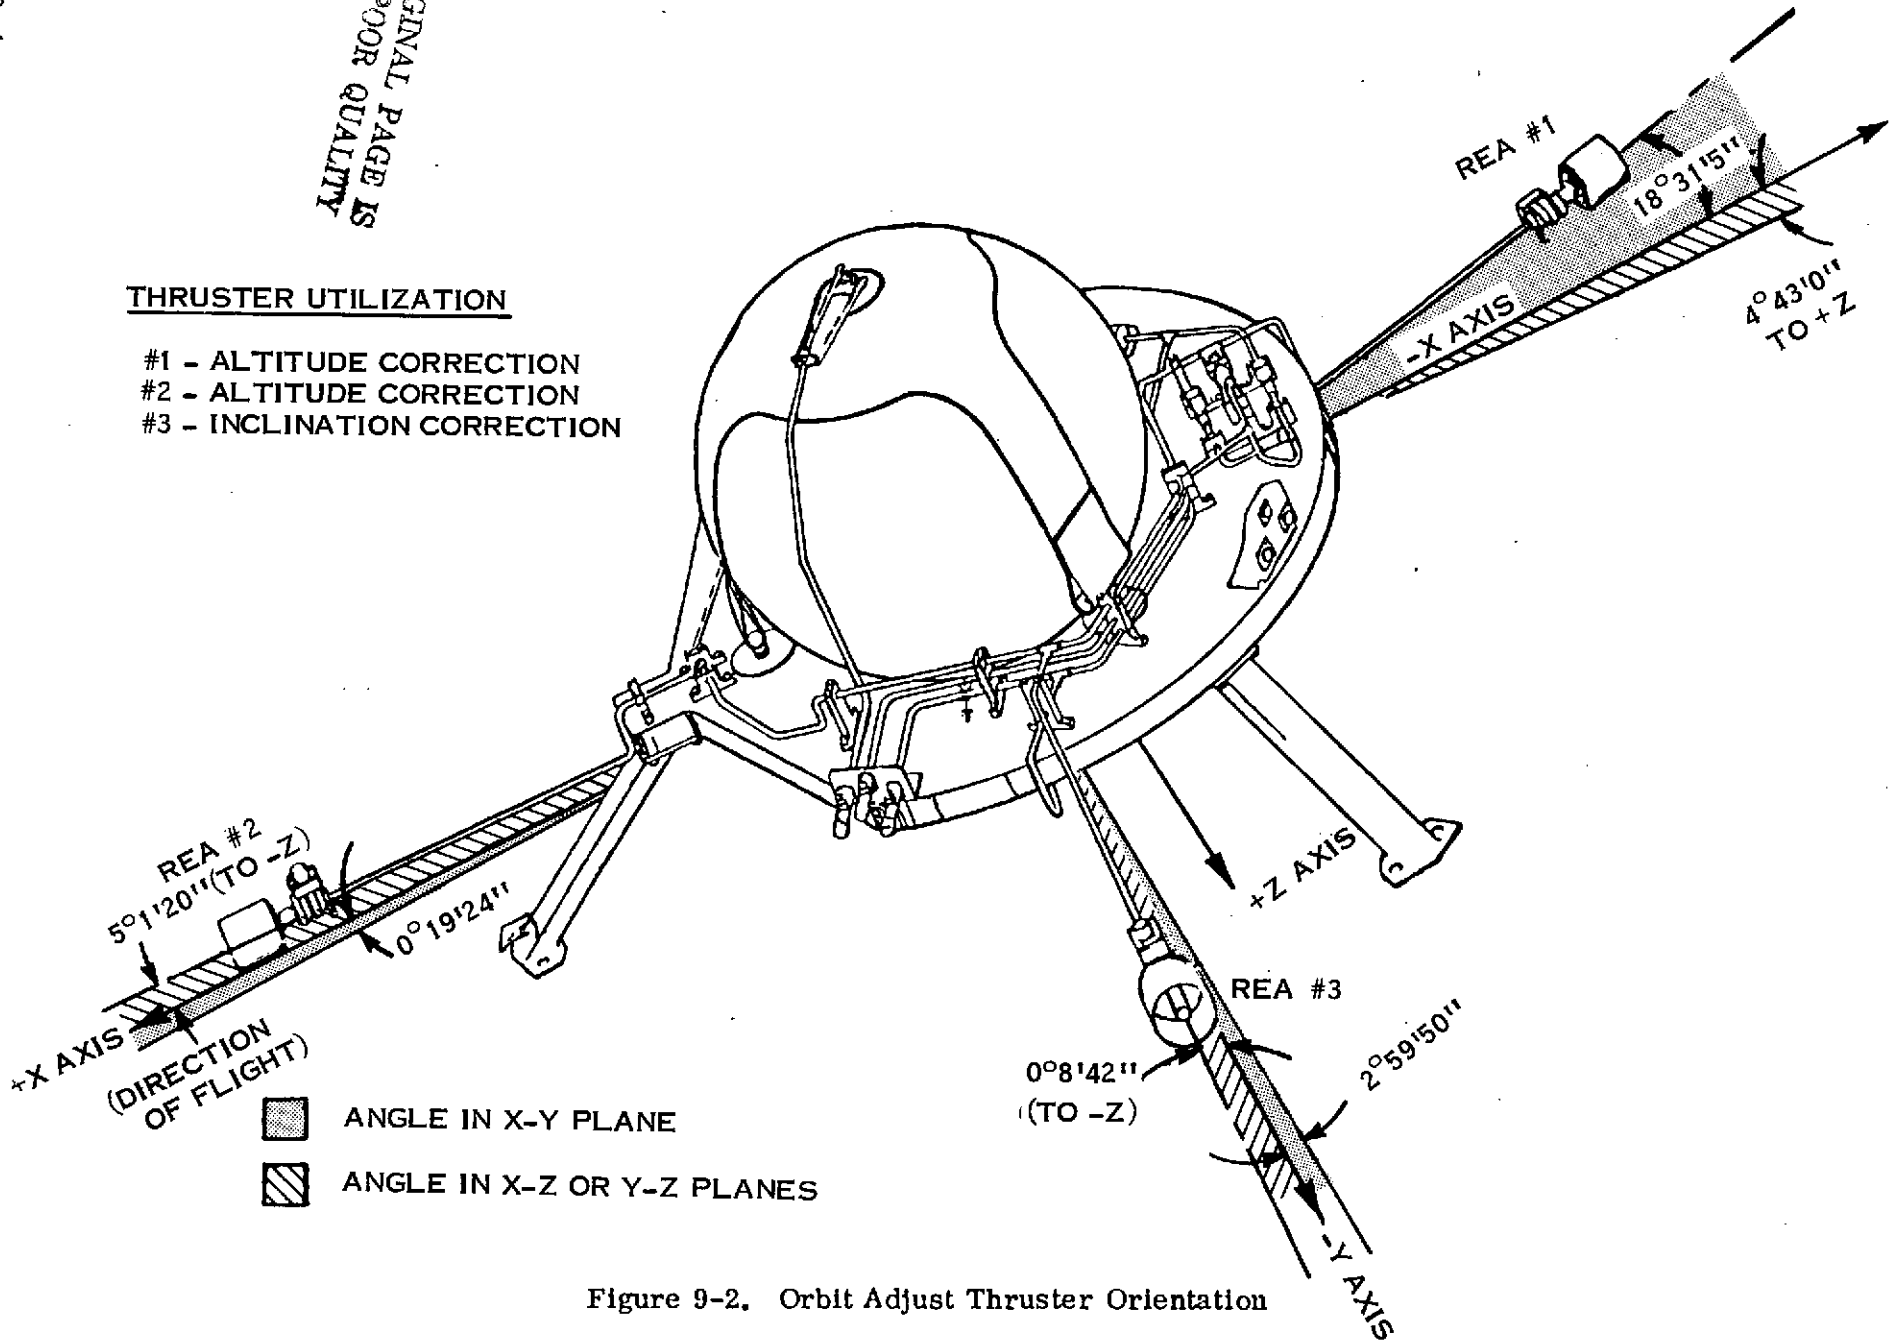 GINAL PAGE IS
POOR QUALITY
THRUSTER UTILIZATION
#1 - ALTITUDE CORRECTION
#2 - ALTITUDE CORRECTION
#3 - INCLINATION CORRECTION
REA #1
18°31'5"
-X AXIS
4°43'0"
TO +Z
REA #2
5°1'20"(TO -Z)
0°19'24"
+X AXIS
(DIRECTION
OF FLIGHT)
+Z AXIS
REA #3
0°8'42"
(TO -Z)
2°59'50"
-Y AXIS
ANGLE IN X-Y PLANE
ANGLE IN X-Z OR Y-Z PLANES
Figure 9-2. Orbit Adjust Thruster Orientation